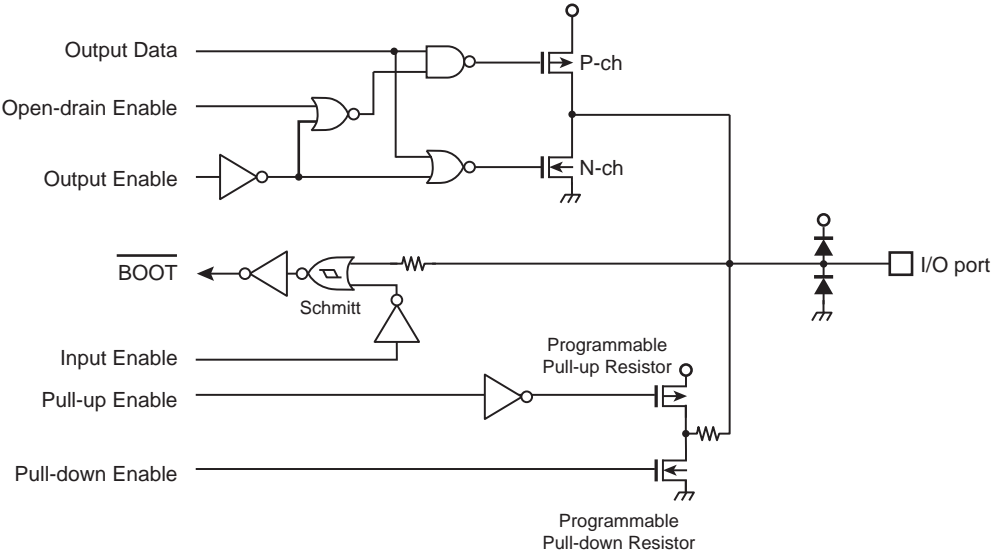 Output Data
P-ch
Open-drain Enable
Output Enable
N-ch
BOOT
I/O port
Schmitt
Input Enable
Programmable
Pull-up Resistor
Pull-up Enable
Pull-down Enable
Programmable
Pull-down Resistor